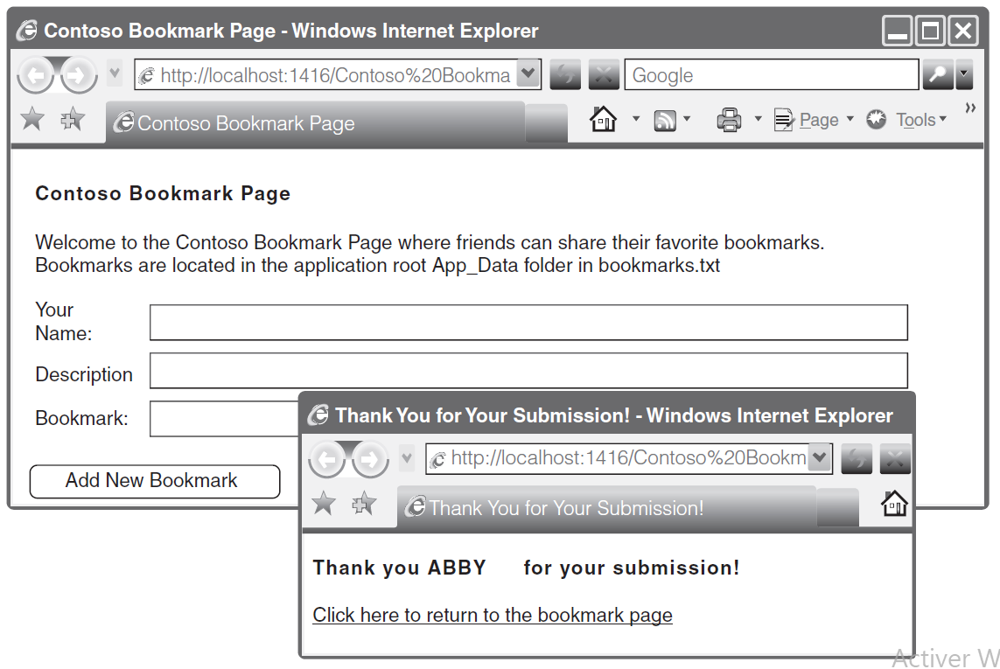 Contoso Bookmark Page - Windows Internet Explorer
http://localhost:1416/Contoso%20Bookma
Google
Contoso Bookmark Page
Page
Tools
Contoso Bookmark Page
Welcome to the Contoso Bookmark Page where friends can share their favorite bookmarks.
Bookmarks are located in the application root App_Data folder in bookmarks.txt
Your
Name:
Description
Bookmark:
Add New Bookmark
Thank You for Your Submission! - Windows Internet Explorer
http://localhost:1416/Contoso%20Bookm
Thank You for Your Submission!
Thank you ABBY for your submission!
Click here to return to the bookmark page
Activer W